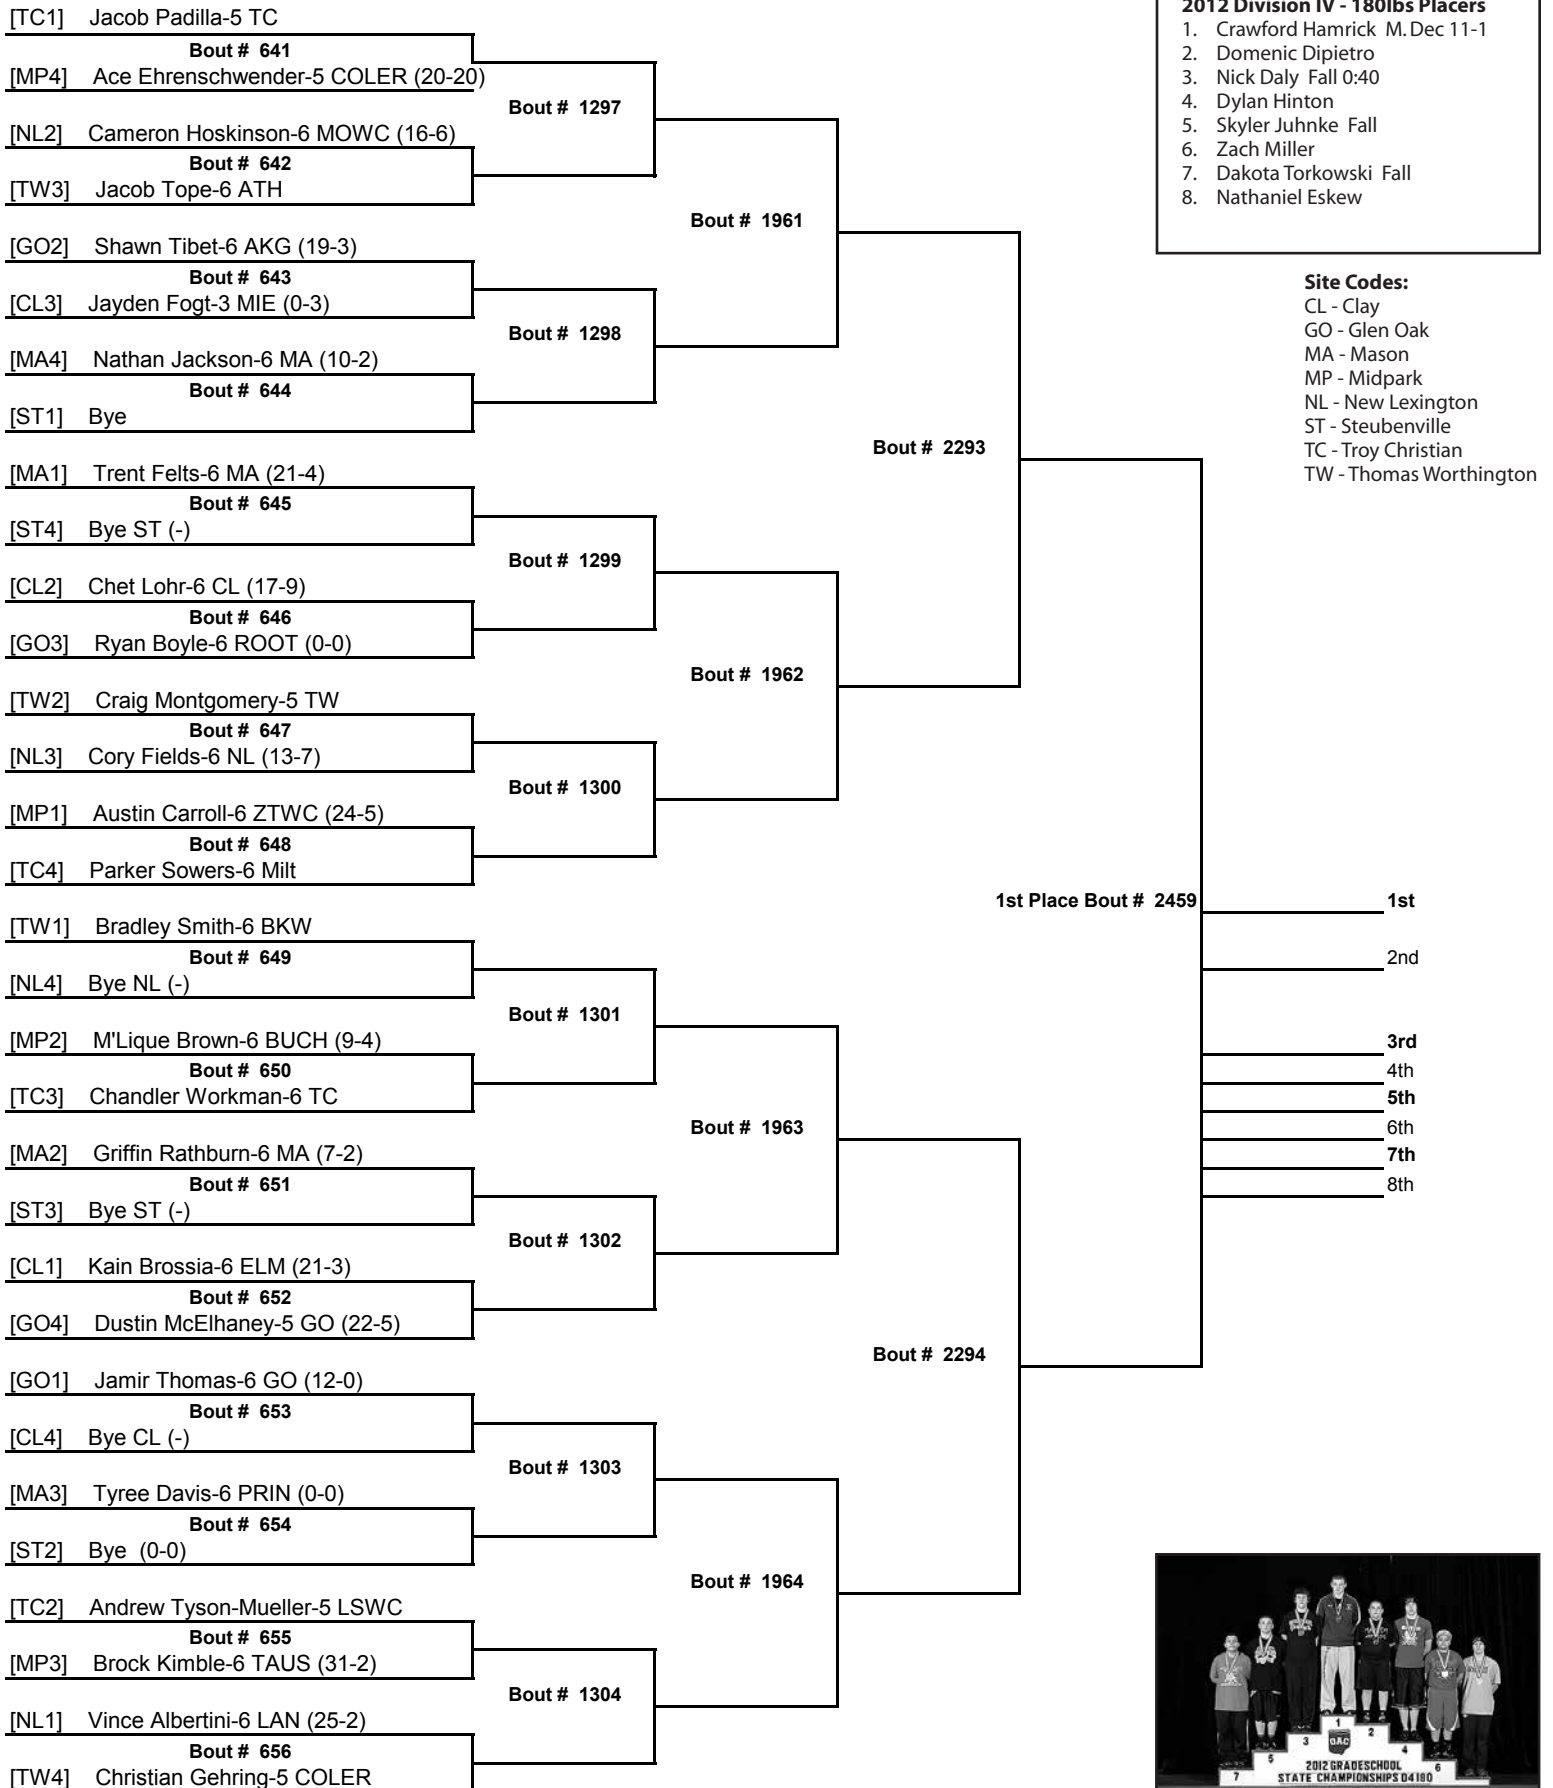 [TC1] Jacob Padilla-5 TC
Bout # 641
[MP4] Ace Ehrenschwender-5 COLER (20-20)
Bout # 1297
[NL2] Cameron Hoskinson-6 MOWC (16-6)
Bout # 642
[TW3] Jacob Tope-6 ATH
Bout # 1961
[GO2] Shawn Tibet-6 AKG (19-3)
Bout # 643
[CL3] Jayden Fogt-3 MIE (0-3)
Bout # 1298
[MA4] Nathan Jackson-6 MA (10-2)
Bout # 644
[ST1] Bye
Bout # 2293
[MA1] Trent Felts-6 MA (21-4)
Bout # 645
[ST4] Bye ST (-)
Bout # 1299
[CL2] Chet Lohr-6 CL (17-9)
Bout # 646
[GO3] Ryan Boyle-6 ROOT (0-0)
Bout # 1962
[TW2] Craig Montgomery-5 TW
Bout # 647
[NL3] Cory Fields-6 NL (13-7)
Bout # 1300
[MP1] Austin Carroll-6 ZTWC (24-5)
Bout # 648
[TC4] Parker Sowers-6 Milt
1st Place Bout # 2459
1st
[TW1] Bradley Smith-6 BKW
Bout # 649
2nd
[NL4] Bye NL (-)
Bout # 1301
[MP2] M'Lique Brown-6 BUCH (9-4)
3rd
Bout # 650
4th
[TC3] Chandler Workman-6 TC
5th
Bout # 1963
6th
[MA2] Griffin Rathburn-6 MA (7-2)
7th
Bout # 651
8th
[ST3] Bye ST (-)
Bout # 1302
[CL1] Kain Brossia-6 ELM (21-3)
Bout # 652
[GO4] Dustin McElhaney-5 GO (22-5)
Bout # 2294
[GO1] Jamir Thomas-6 GO (12-0)
Bout # 653
[CL4] Bye CL (-)
Bout # 1303
[MA3] Tyree Davis-6 PRIN (0-0)
Bout # 654
[ST2] Bye (0-0)
Bout # 1964
[TC2] Andrew Tyson-Mueller-5 LSWC
Bout # 655
[MP3] Brock Kimble-6 TAUS (31-2)
Bout # 1304
[NL1] Vince Albertini-6 LAN (25-2)
Bout # 656
[TW4] Christian Gehring-5 COLER
2012 Division IV - 180lbs Placers
1. Crawford Hamrick M. Dec 11-1
2. Domenic Dipietro
3. Nick Daly Fall 0:40
4. Dylan Hinton
5. Skyler Juhnke Fall
6. Zach Miller
7. Dakota Torkowski Fall
8. Nathaniel Eskew
Site Codes:
CL - Clay
GO - Glen Oak
MA - Mason
MP - Midpark
NL - New Lexington
ST - Steubenville
TC - Troy Christian
TW - Thomas Worthington
1
3 OAC 2
5 4
7 6
2012 GRADESCHOOL
STATE CHAMPIONSHIPS D4 180